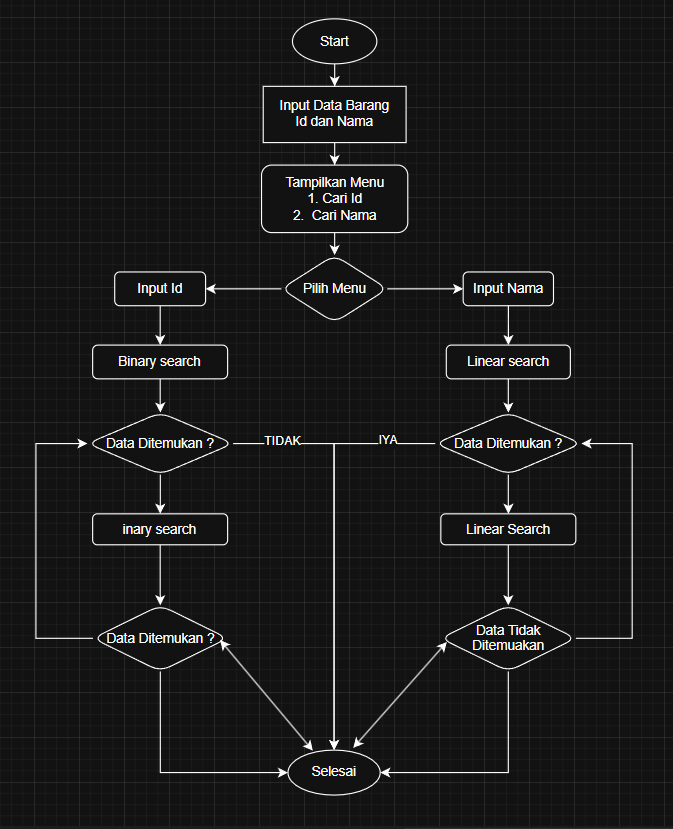 Start
Input Data Barang
Id dan Nama
Tampilkan Menu
1. Cari Id
2. Cari Nama
Input Id
Pilih Menu
Input Nama
Binary search
Linear search
Data Ditemukan ?
TIDAK
IYA
Data Ditemukan ?
inary search
Linear Search
Data Ditemukan ?
Data Tidak
Ditemuakan
Selesai